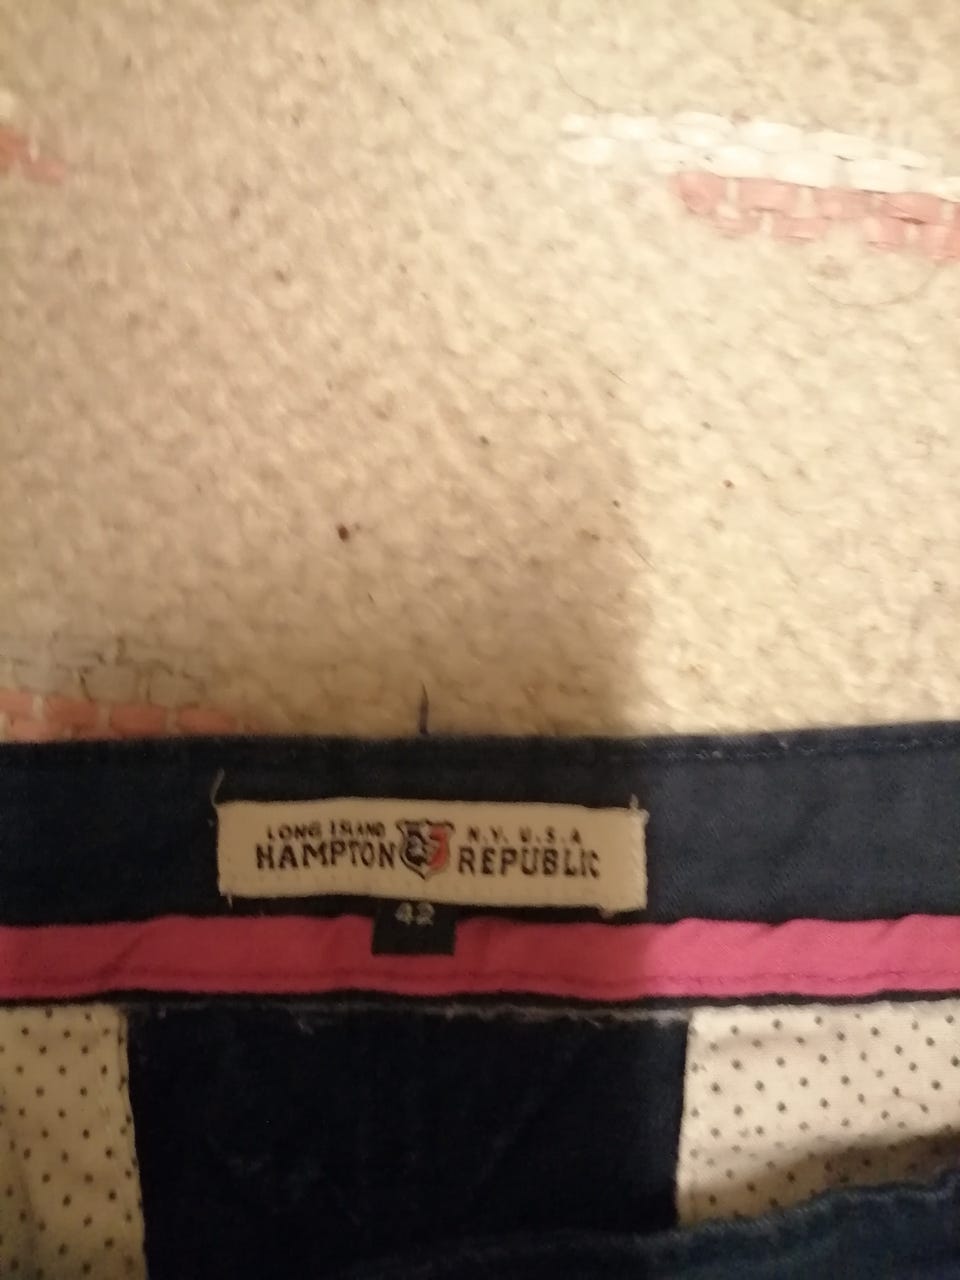 LONG ISLAND N.Y. U.S.A
HAMPTON REPUBLIC
42